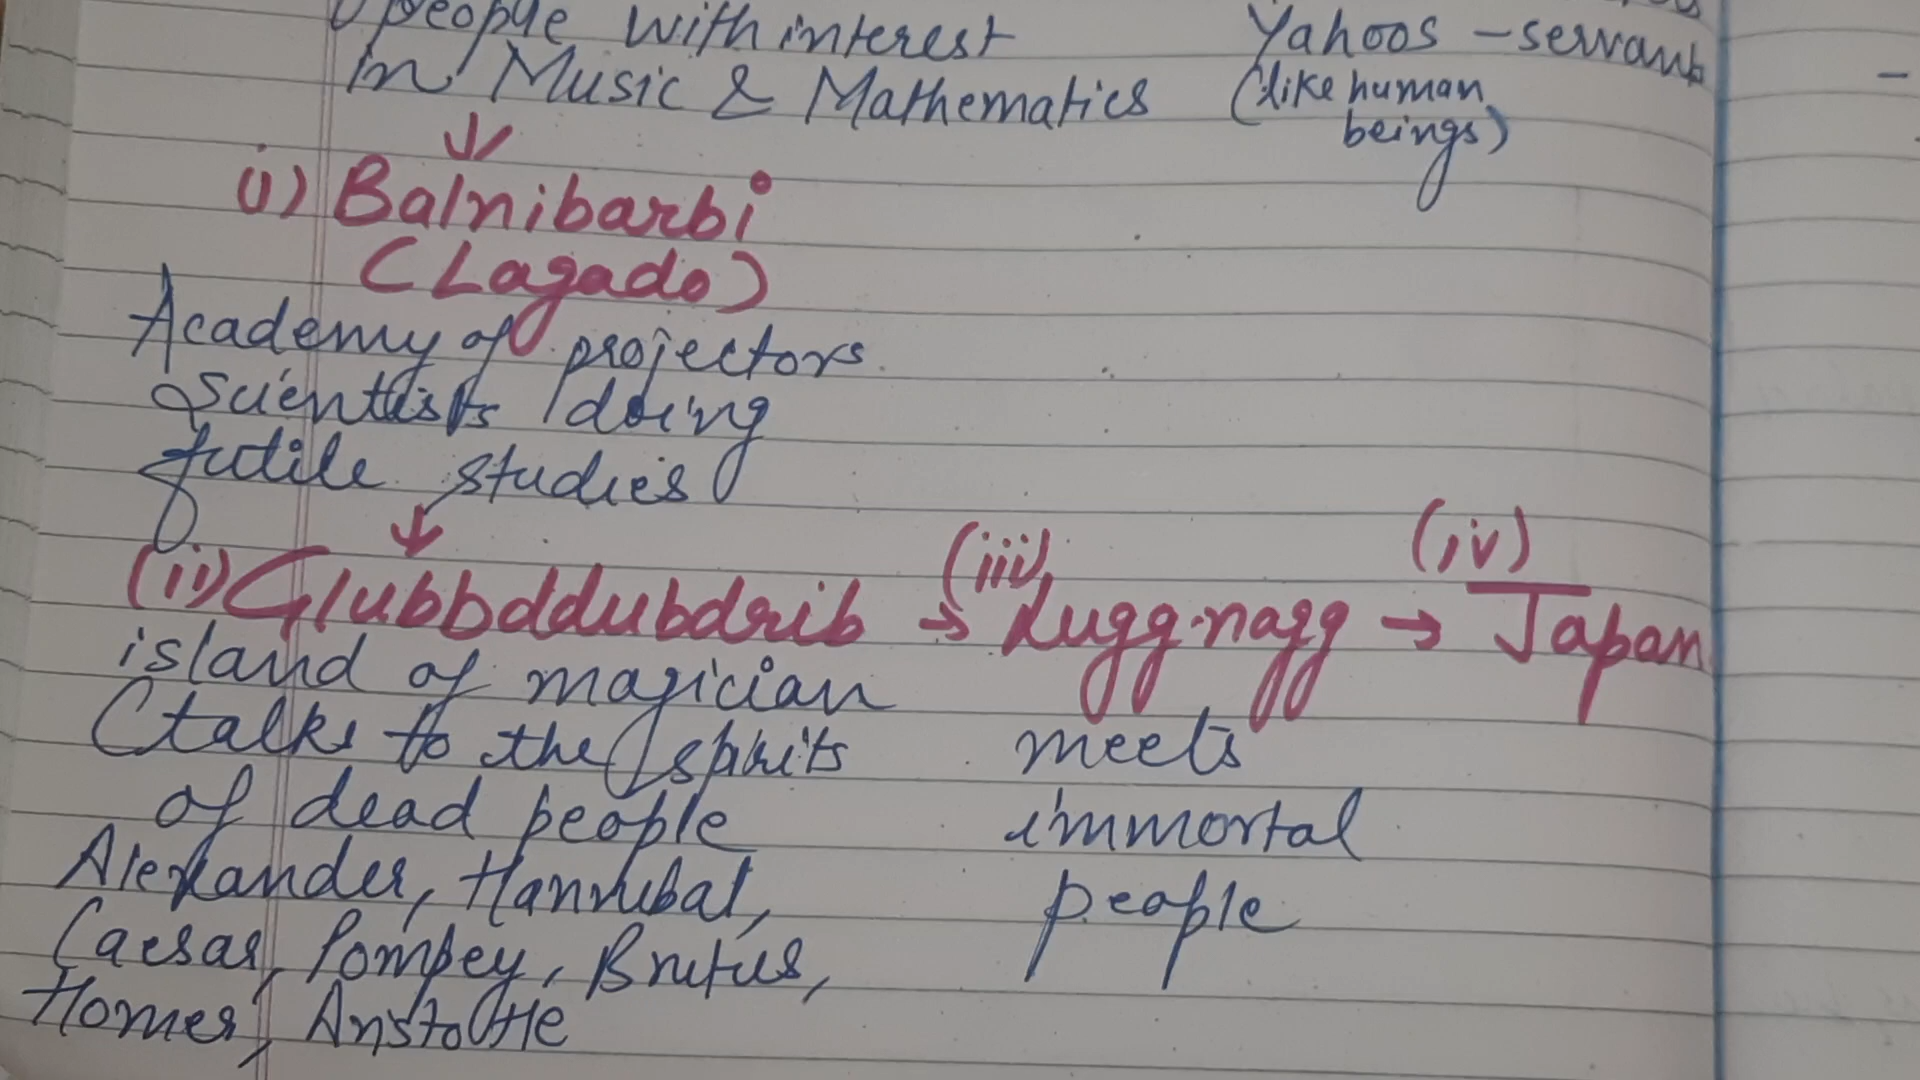 people with interest
in Music & Mathematics
Yahoos - servants
(like human
beings)
(i) Balnibarbi
(Lagado)
Academy of projectors.
Scientists doing
futile studies
(ii) Glubbddubdrib → (iii) Luggnagg → (iv) Japan
island of magician
(talks to the spirits
of dead people
Alexander, Hannibal,
Caesar, Pompey, Brutus,
Homer, Aristotle
meets
immortal
people